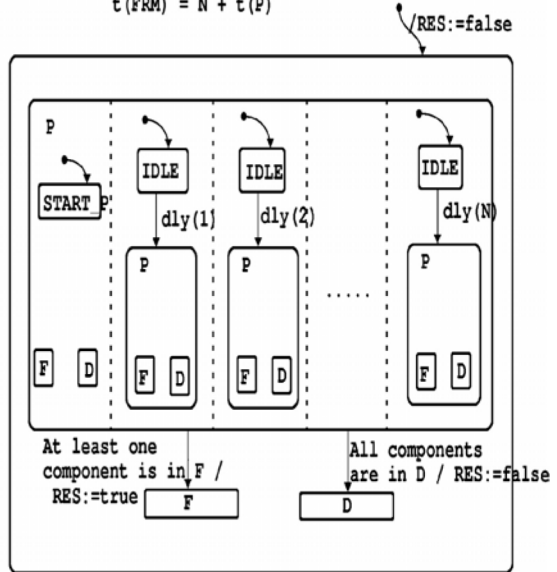 t(FRM) = N + t(P)
/RES:=false
P
IDLE
IDLE
IDLE
START_P
dly(1)
dly(2)
dly(N)
P
P
P
.....
F
D
F
D
F
D
F
D
At least one
component is in F /
RES:=true
All components
are in D / RES:=false
F
D